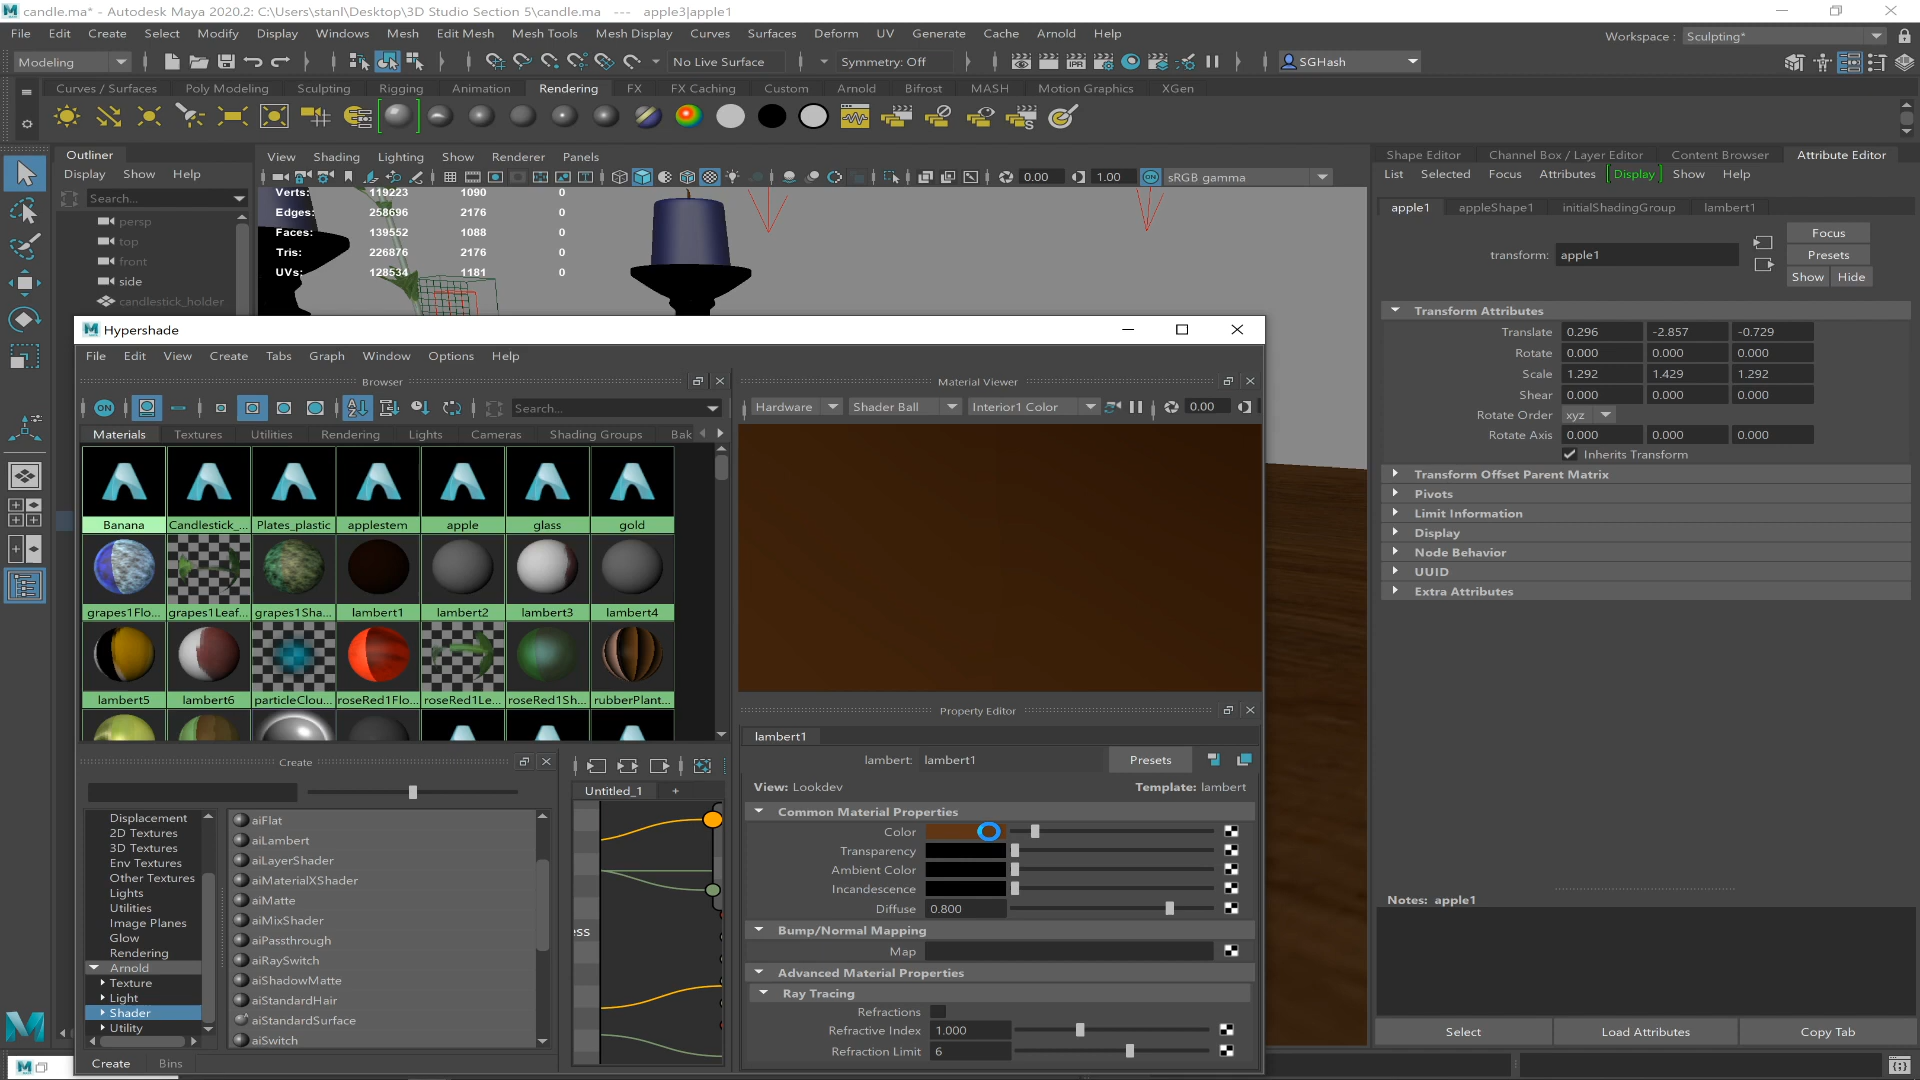 candle.ma* - Autodesk Maya 2020.2: C:\Users\stanl\Desktop\3D Studio Section 5\candle.ma --- apple3|apple1
File Edit Create Select Modify Display Windows Mesh Edit Mesh Mesh Tools Mesh Display Curves Surfaces Deform UV Generate Cache Arnold Help
Workspace : Sculpting*
Modeling No Live Surface Symmetry: Off SGHash
Curves / Surfaces Poly Modeling Sculpting Rigging Animation Rendering FX FX Caching Custom Arnold Bifrost MASH Motion Graphics XGen
Outliner
Display Show Help
Search...
persp
top
front
side
candlestick_holder
View Shading Lighting Show Renderer Panels
0.00 1.00 ON sRGB gamma
Verts: 119223 1090 0
Edges: 258696 2176 0
Faces: 139552 1088 0
Tris: 226876 2176 0
UVs: 128534 1181 0
Shape Editor Channel Box / Layer Editor Content Browser Attribute Editor
List Selected Focus Attributes Display Show Help
apple1 appleShape1 initialShadingGroup lambert1
transform: apple1
Focus
Presets
Show Hide
Transform Attributes
Translate 0.296 -2.857 -0.729
Rotate 0.000 0.000 0.000
Scale 1.292 1.429 1.292
Shear 0.000 0.000 0.000
Rotate Order xyz
Rotate Axis 0.000 0.000 0.000
Inherits Transform
Transform Offset Parent Matrix
Pivots
Limit Information
Display
Node Behavior
UUID
Extra Attributes
Notes: apple1
Select Load Attributes Copy Tab
Hypershade
File Edit View Create Tabs Graph Window Options Help
Browser
ON Search...
Materials Textures Utilities Rendering Lights Cameras Shading Groups Bak
Banana Candlestick_... Plates_plastic applestem apple glass gold
grapes1Flo... grapes1Leaf... grapes1Sha... lambert1 lambert2 lambert3 lambert4
lambert5 lambert6 particleClou... roseRed1Flo... roseRed1Le... roseRed1Sh... rubberPlant...
Material Viewer
Hardware Shader Ball Interior1 Color 0.00
Property Editor
lambert1
lambert: lambert1 Presets
View: Lookdev Template: lambert
Common Material Properties
Color
Transparency
Ambient Color
Incandescence
Diffuse 0.800
Bump/Normal Mapping
Map
Advanced Material Properties
Ray Tracing
Refractions
Refractive Index 1.000
Refraction Limit 6
Create
Displacement
2D Textures
3D Textures
Env Textures
Other Textures
Lights
Utilities
Image Planes
Glow
Rendering
Arnold
Texture
Light
Shader
Utility
aiFlat
aiLambert
aiLayerShader
aiMaterialXShader
aiMatte
aiMixShader
aiPassthrough
aiRaySwitch
aiShadowMatte
aiStandardHair
aiStandardSurface
aiSwitch
Create Bins
Untitled_1 +
ess